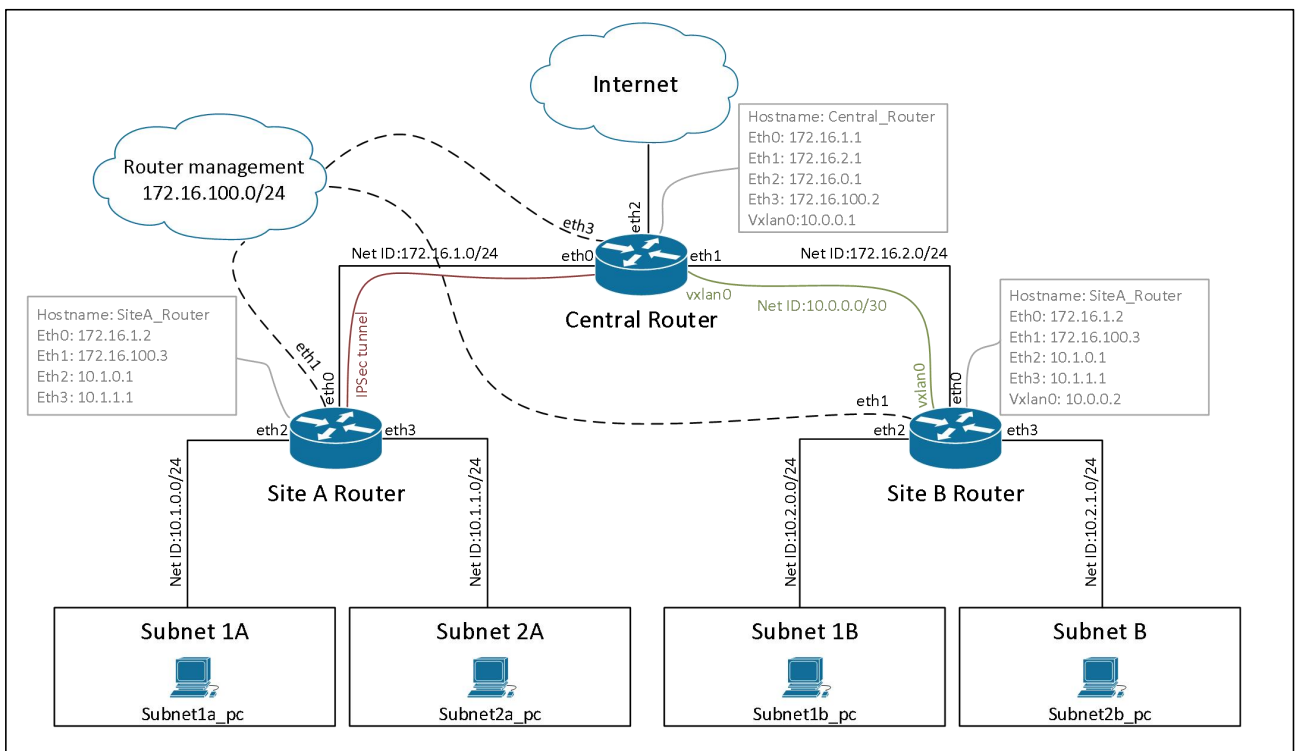 Internet
Hostname: Central_Router
Eth0: 172.16.1.1
Eth1: 172.16.2.1
Eth2: 172.16.0.1
Eth3: 172.16.100.2
Vxlan0:10.0.0.1
Router management
172.16.100.0/24
eth2
eth3
eth0
eth1
Net ID:172.16.1.0/24
Net ID:172.16.2.0/24
vxlan0
Net ID:10.0.0.0/30
Central Router
Hostname: SiteA_Router
Eth0: 172.16.1.2
Eth1: 172.16.100.3
Eth2: 10.1.0.1
Eth3: 10.1.1.1
IPSec tunnel
eth1
eth0
eth2
eth3
Site A Router
Hostname: SiteA_Router
Eth0: 172.16.1.2
Eth1: 172.16.100.3
Eth2: 10.1.0.1
Eth3: 10.1.1.1
Vxlan0: 10.0.0.2
vxlan0
eth0
eth1
eth2
eth3
Site B Router
Net ID:10.1.0.0/24
Net ID:10.1.1.0/24
Net ID:10.2.0.0/24
Net ID:10.2.1.0/24
Subnet 1A
Subnet1a_pc
Subnet 2A
Subnet2a_pc
Subnet 1B
Subnet1b_pc
Subnet B
Subnet2b_pc